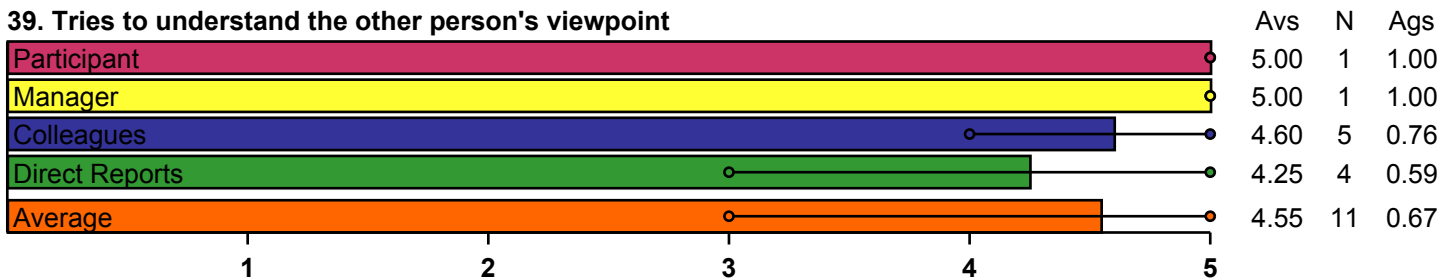 39. Tries to understand the other person's viewpoint Avs N Ags
Participant 5.00 1 1.00
Manager 5.00 1 1.00
Colleagues 4.60 5 0.76
Direct Reports 4.25 4 0.59
Average 4.55 11 0.67
1 2 3 4 5